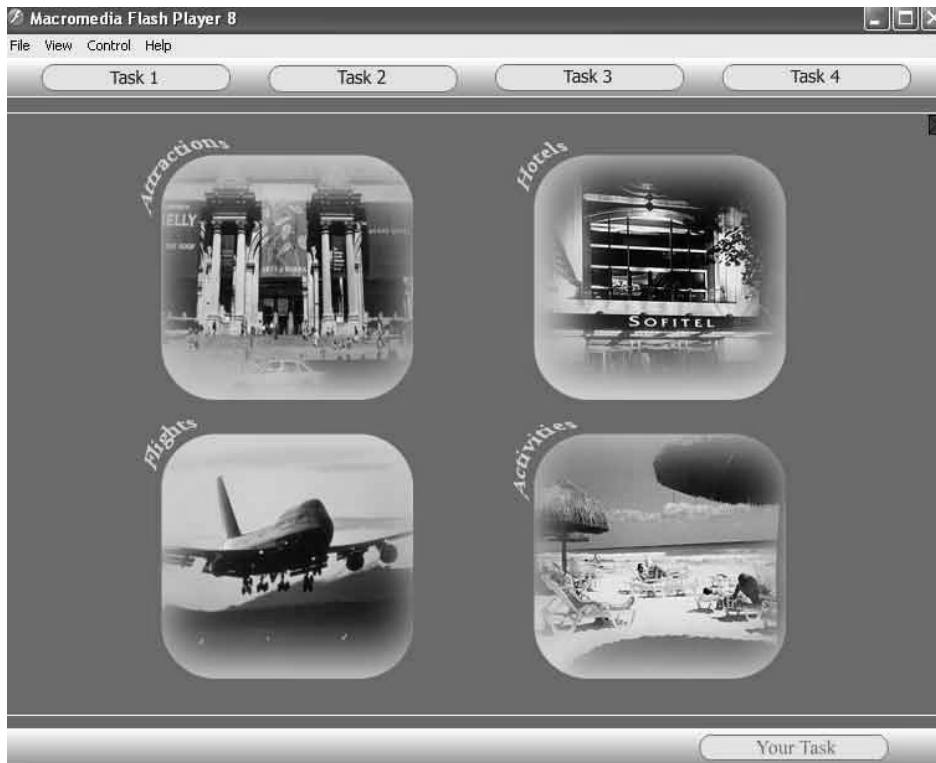 Macromedia Flash Player 8
File View Control Help
Task 1 Task 2 Task 3 Task 4
Attractions
Hotels
ELLY
SOFITEL
Flights
Activities
Your Task